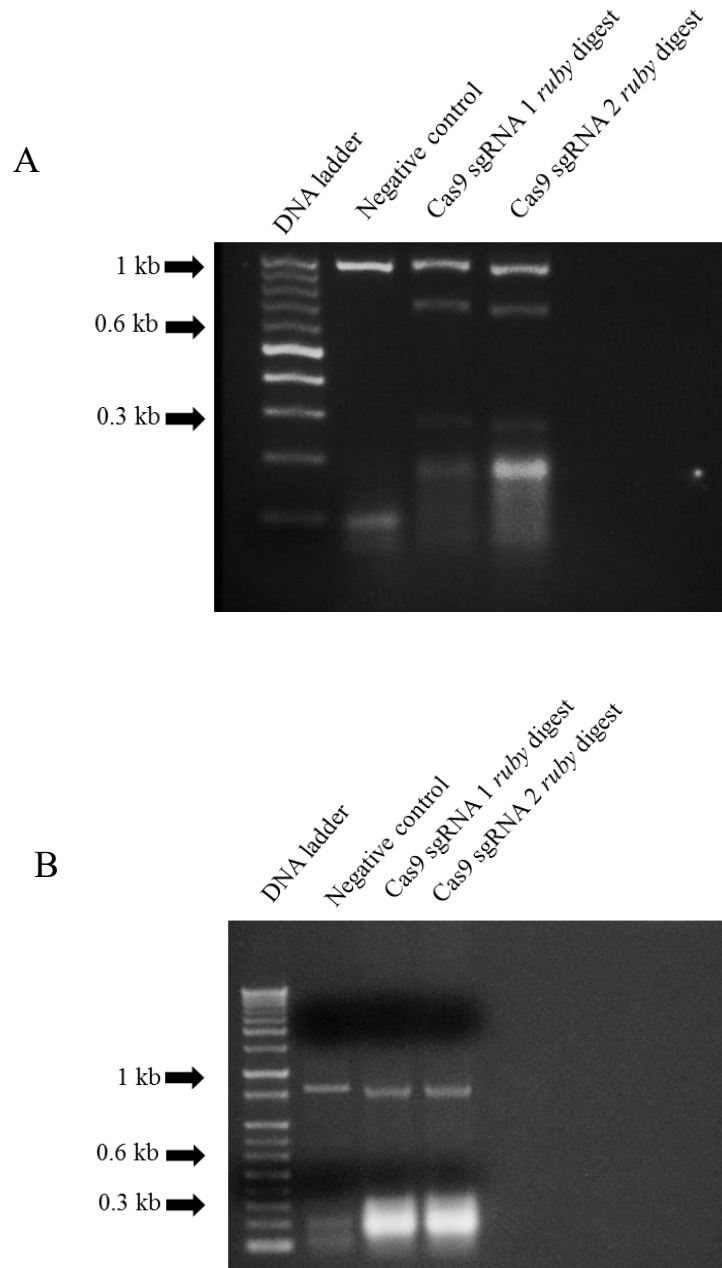 A
DNA ladder
Negative control
Cas9 sgRNA 1 ruby digest
Cas9 sgRNA 2 ruby digest
1 kb
0.6 kb
0.3 kb
B
DNA ladder
Negative control
Cas9 sgRNA 1 ruby digest
Cas9 sgRNA 2 ruby digest
1 kb
0.6 kb
0.3 kb